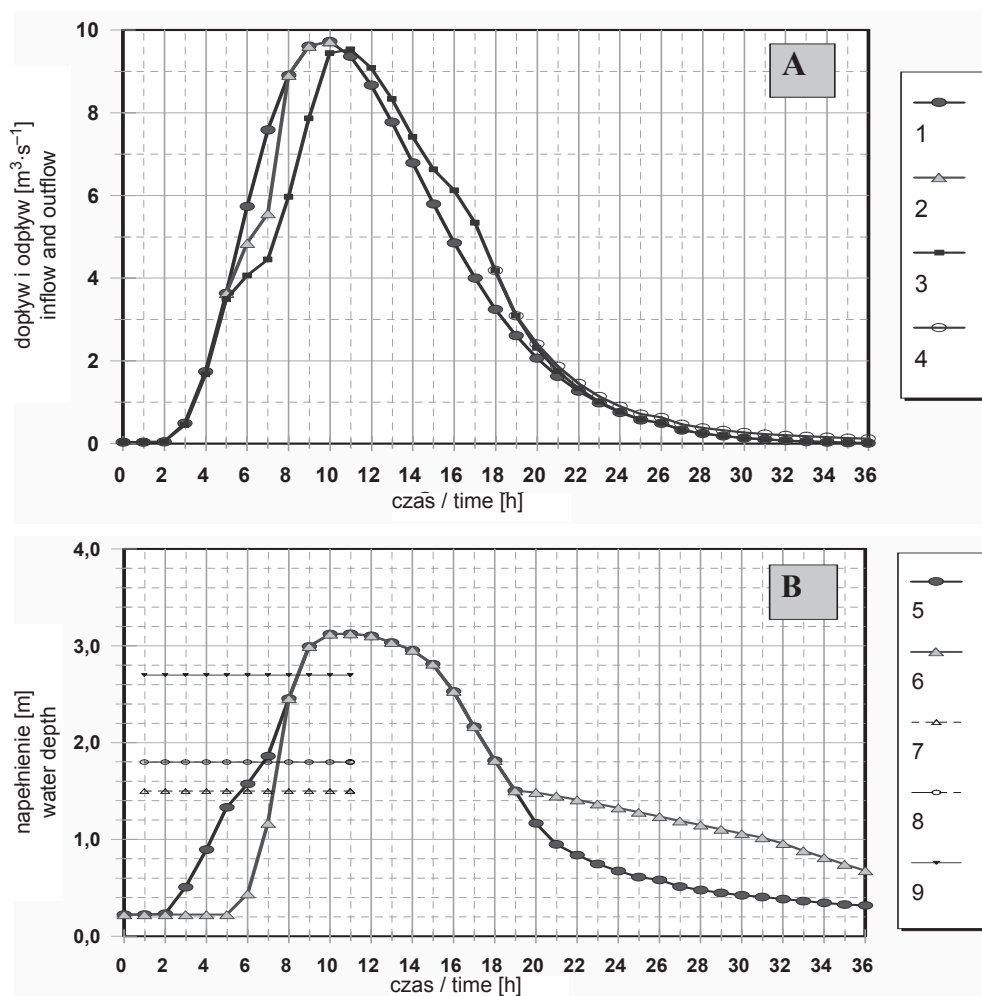 A
10
8
6
4
2
0
dopływ i odpływ [m³·s⁻¹]
inflow and outflow
0 2 4 6 8 10 12 14 16 18 20 22 24 26 28 30 32 34 36
czas / time [h]
1
2
3
4
B
4,0
3,0
2,0
1,0
0,0
napełnienie [m]
water depth
0 2 4 6 8 10 12 14 16 18 20 22 24 26 28 30 32 34 36
czas / time [h]
5
6
7
8
9